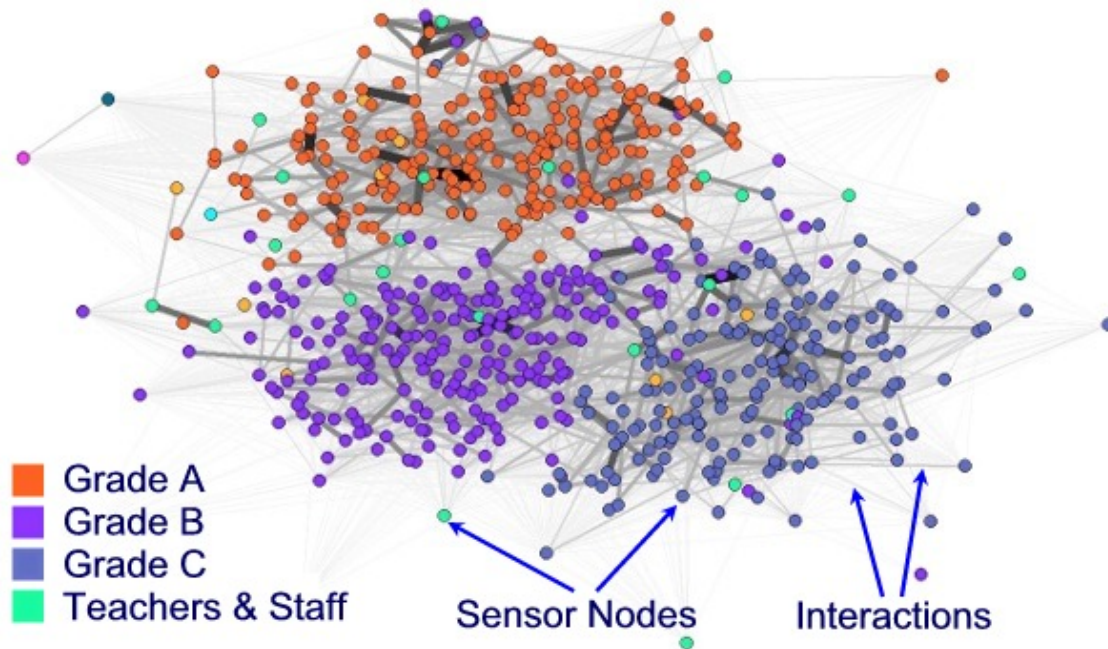 Grade A
Grade B
Grade C
Teachers & Staff
Sensor Nodes
Interactions